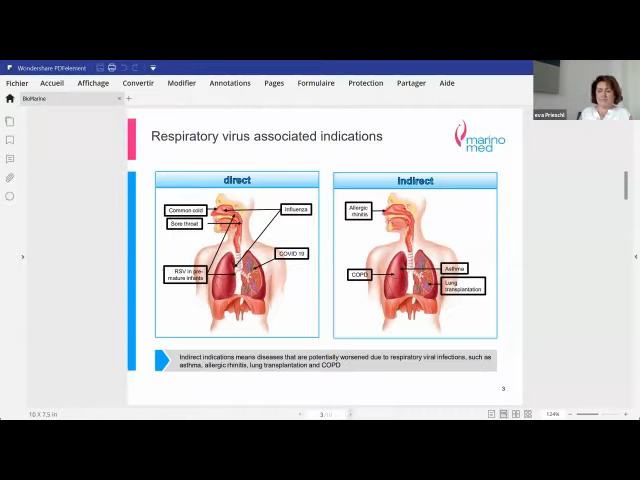 Wondershare PDFelement
Fichier Accueil Affichage Convertir Modifier Annotations Pages Formulaire Protection Partager Aide
BioMarine
eva Prieschl
Respiratory virus associated indications
marino
med
direct
indirect
Common cold
Influenza
Sore throat
COVID 19
RSV in pre-
mature infants
Allergic
rhinitis
COPD
Asthma
Lung
transplantation
Indirect indications means diseases that are potentially worsened due to respiratory viral infections, such as
asthma, allergic rhinitis, lung transplantation and COPD
3
10 X 7,5 in
3/10
124%